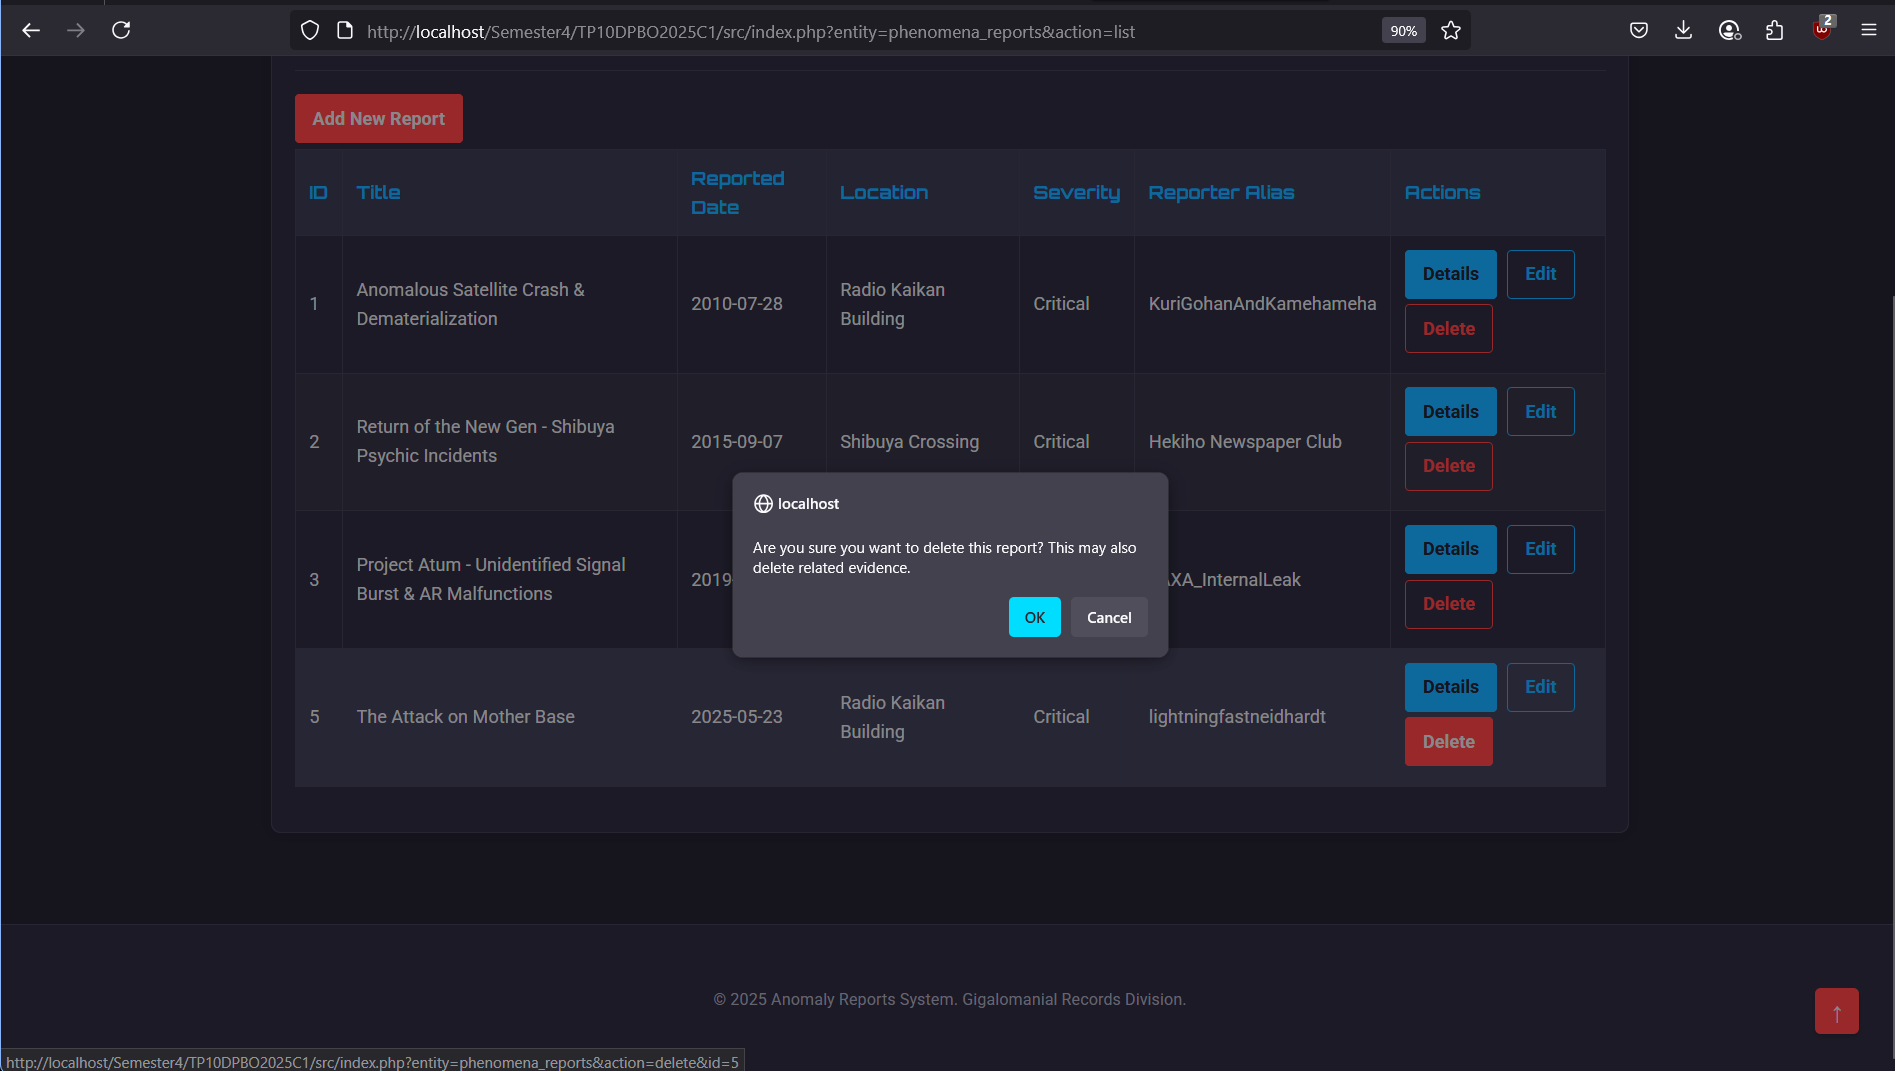 http://localhost/Semester4/TP10DPBO2025C1/src/index.php?entity=phenomena_reports&action=list
90%
2
Add New Report
ID
Title
Reported
Date
Location
Severity
Reporter Alias
Actions
1
Anomalous Satellite Crash &
Dematerialization
2010-07-28
Radio Kaikan
Building
Critical
KuriGohanAndKamehameha
Details
Edit
Delete
2
Return of the New Gen - Shibuya
Psychic Incidents
2015-09-07
Shibuya Crossing
Critical
Hekiho Newspaper Club
Details
Edit
Delete
localhost
Are you sure you want to delete this report? This may also
delete related evidence.
OK
Cancel
3
Project Atum - Unidentified Signal
Burst & AR Malfunctions
2019-
AXA_InternalLeak
Details
Edit
Delete
5
The Attack on Mother Base
2025-05-23
Radio Kaikan
Building
Critical
lightningfastneidhardt
Details
Edit
Delete
© 2025 Anomaly Reports System. Gigalomanial Records Division.
↑
http://localhost/Semester4/TP10DPBO2025C1/src/index.php?entity=phenomena_reports&action=delete&id=5